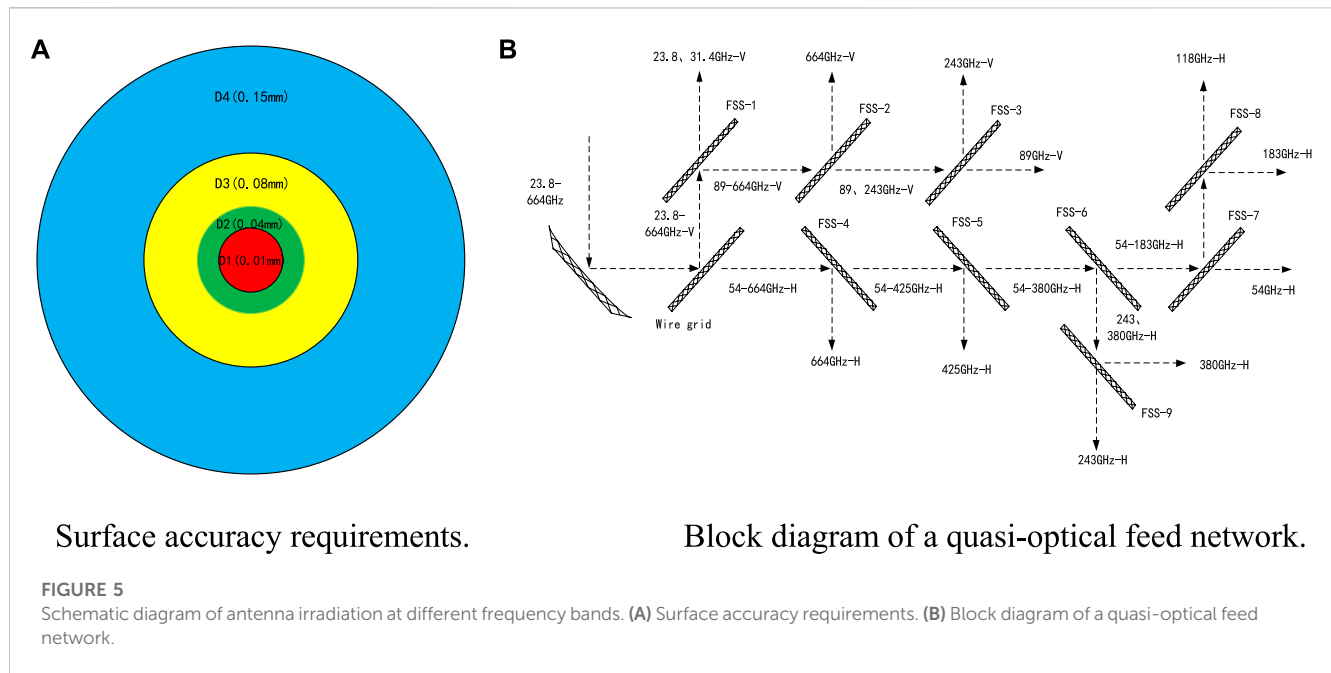 A
D4(0.15mm)
D3(0.08mm)
D2(0.04mm)
D1(0.01mm)
Surface accuracy requirements.
B
23.8、31.4GHz-V
664GHz-V
243GHz-V
118GHz-H
FSS-1
FSS-2
FSS-3
FSS-8
23.8-
664GHz
89-664GHz-V
89、243GHz-V
89GHz-V
183GHz-H
23.8-
664GHz-V
FSS-4
FSS-5
FSS-6
54-183GHz-H
FSS-7
Wire grid
54-664GHz-H
54-425GHz-H
54-380GHz-H
54GHz-H
243、
380GHz-H
664GHz-H
425GHz-H
380GHz-H
FSS-9
243GHz-H
Block diagram of a quasi-optical feed network.
FIGURE 5
Schematic diagram of antenna irradiation at different frequency bands. (A) Surface accuracy requirements. (B) Block diagram of a quasi-optical feed
network.